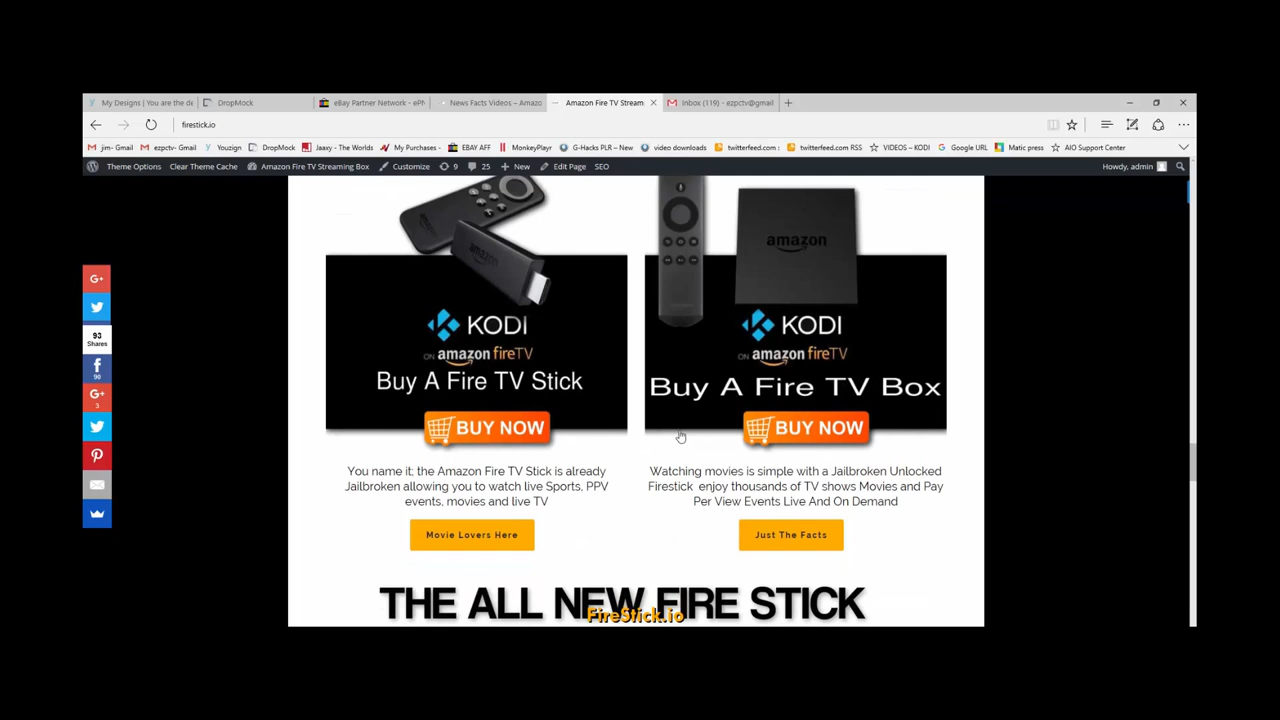 My Design | You are the de
DropMock
eBay Partner Network - ePN
News Facts Videos – Amazo
Amazon Fire TV Stream
Inbox (119) - ezpctv@gmail
firestick.io
jim- Gmail
ezpctv- Gmail
Youzign
DropMock
Jaaxy - The Worlds
My Purchases -
EBAY AFF
MonkeyPlayr
G-Hacks PLR – New
video downloads
twitterfeed.com :
twitterfeed.com RSS
VIDEOS – KODI
Google URL
Matic press
AIO Support Center
Theme Options
Clear Theme Cache
Amazon Fire TV Streaming Box
Customize
9
25
New
Edit Page
SEO
Howdy, admin
G+
93
Shares
f
90
G+
3
amazon
amazon
KODI
ON amazon fireTV
Buy A Fire TV Stick
BUY NOW
KODI
ON amazon fireTV
Buy A Fire TV Box
BUY NOW
You name it; the Amazon Fire TV Stick is already
Jailbroken allowing you to watch live Sports, PPV
events, movies and live TV
Movie Lovers Here
Watching movies is simple with a Jailbroken Unlocked
Firestick enjoy thousands of TV shows Movies and Pay
Per View Events Live And On Demand
Just The Facts
THE ALL NEW FIRE STICK
FireStick.io